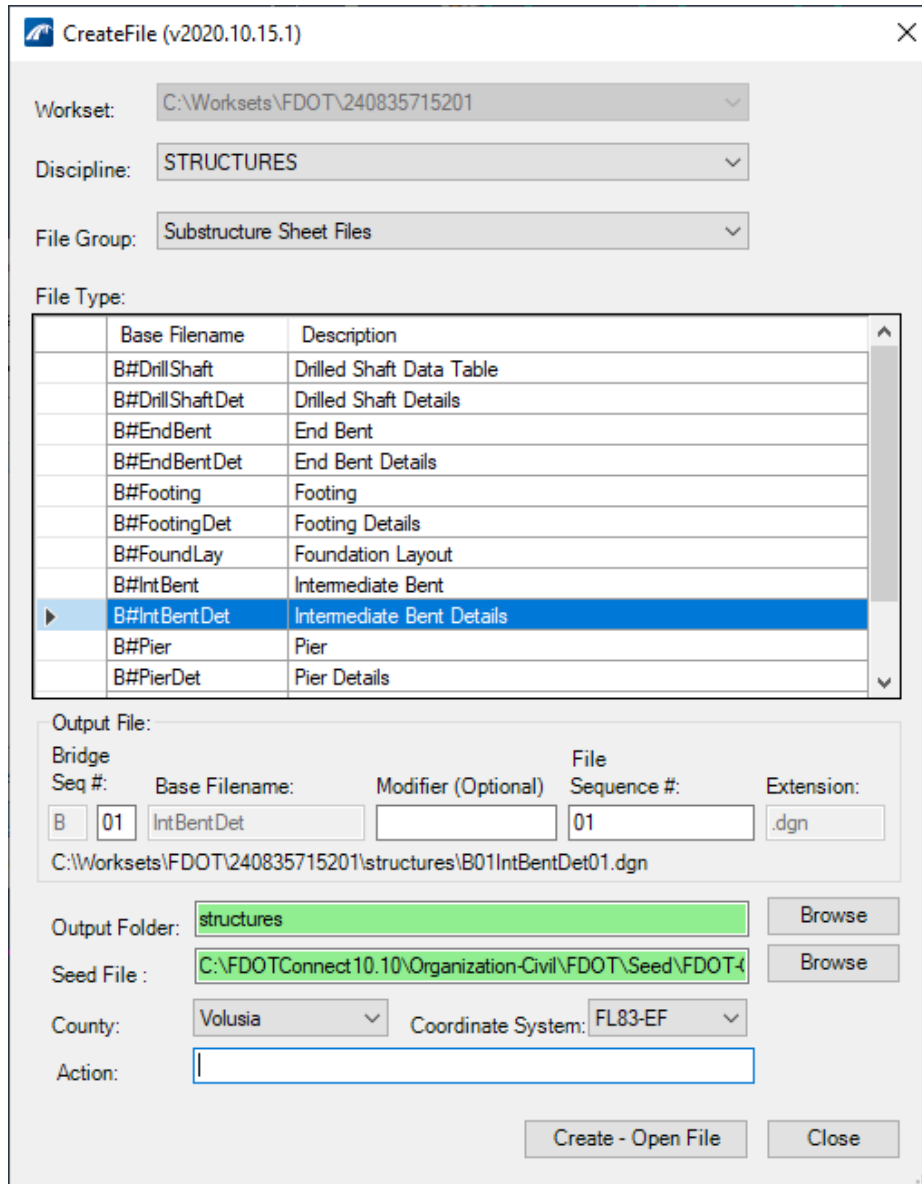 CreateFile (v2020.10.15.1)
Workset: C:\Worksets\FDOT\240835715201
Discipline: STRUCTURES
File Group: Substructure Sheet Files
File Type:
Base Filename Description
B#DrillShaft Drilled Shaft Data Table
B#DrillShaftDet Drilled Shaft Details
B#EndBent End Bent
B#EndBentDet End Bent Details
B#Footing Footing
B#FootingDet Footing Details
B#FoundLay Foundation Layout
B#IntBent Intermediate Bent
B#IntBentDet Intermediate Bent Details
B#Pier Pier
B#PierDet Pier Details
Output File:
Bridge File
Seq #: Base Filename: Modifier (Optional) Sequence #: Extension:
B 01 IntBentDet 01 .dgn
C:\Worksets\FDOT\240835715201\structures\B01IntBentDet01.dgn
Output Folder: structures Browse
Seed File : C:\FDOTConnect10.10\Organization-Civil\FDOT\Seed\FDOT- Browse
County: Volusia Coordinate System: FL83-EF
Action:
Create - Open File Close